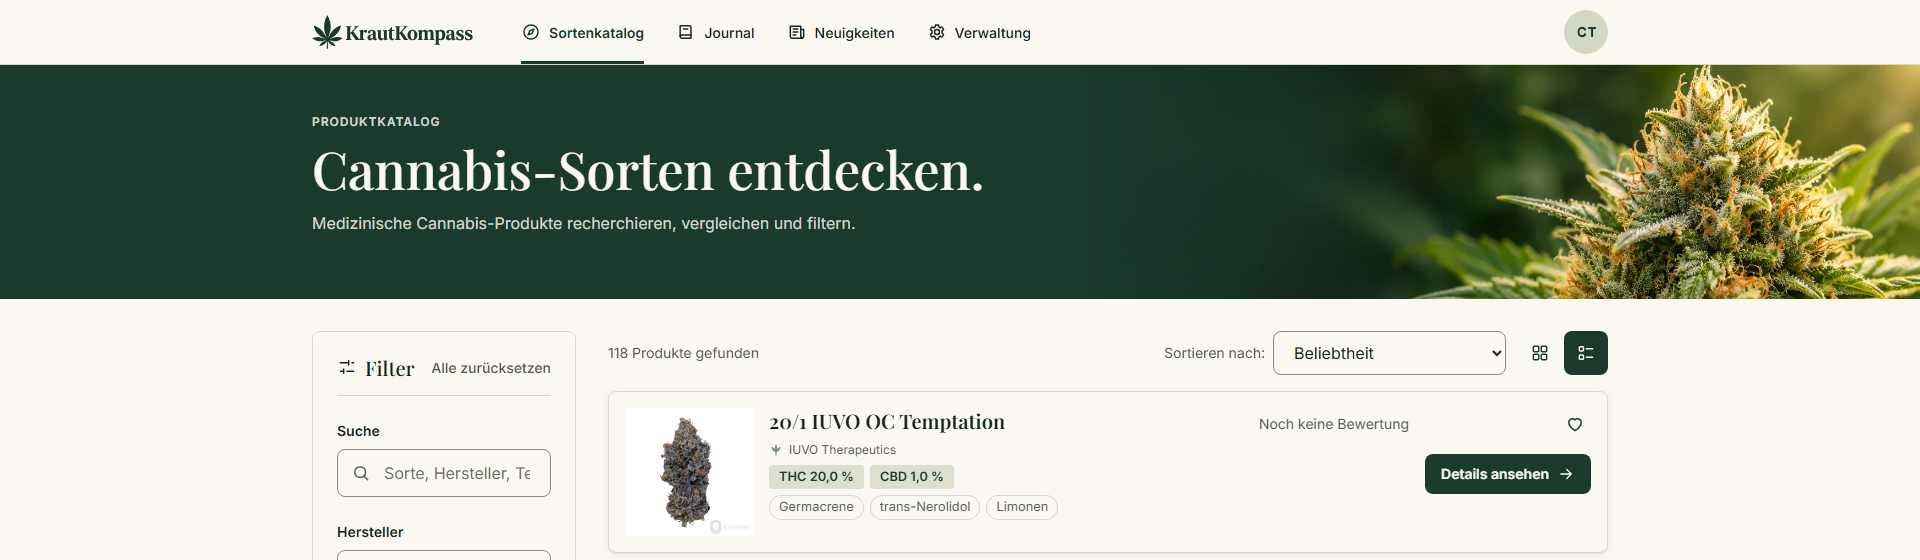 KrautKompass
Sortenkatalog
Journal
Neuigkeiten
Verwaltung
CT
PRODUKTKATALOG
Cannabis-Sorten entdecken.
Medizinische Cannabis-Produkte recherchieren, vergleichen und filtern.
Filter
Alle zurücksetzen
Suche
Sorte, Hersteller, Te
Hersteller
118 Produkte gefunden
Sortieren nach:
Beliebtheit
20/1 IUVO OC Temptation
Noch keine Bewertung
IUVO Therapeutics
THC 20,0 %
CBD 1,0 %
Details ansehen
Germacrene
trans-Nerolidol
Limonen